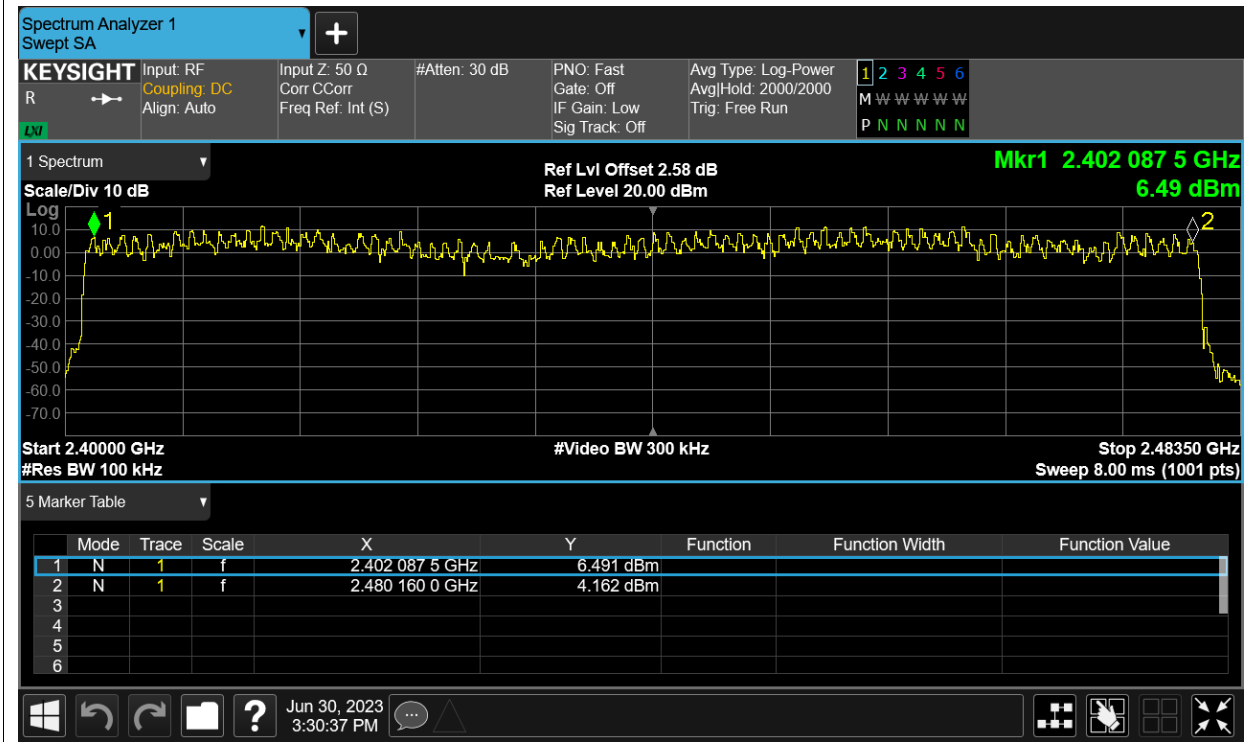 Spectrum Analyzer 1
Swept SA
+
KEYSIGHT
R
LXI
Input: RF
Coupling: DC
Align: Auto
Input Z: 50 Ω
Corr CCorr
Freq Ref: Int (S)
#Atten: 30 dB
PNO: Fast
Gate: Off
IF Gain: Low
Sig Track: Off
Avg Type: Log-Power
Avg|Hold: 2000/2000
Trig: Free Run
1 2 3 4 5 6
M W W W W W
P N N N N N
1 Spectrum
Scale/Div 10 dB
Ref Lvl Offset 2.58 dB
Ref Level 20.00 dBm
Mkr1 2.402 087 5 GHz
6.49 dBm
Log
10.0
0.00
-10.0
-20.0
-30.0
-40.0
-50.0
-60.0
-70.0
1
2
Start 2.40000 GHz
#Res BW 100 kHz
#Video BW 300 kHz
Stop 2.48350 GHz
Sweep 8.00 ms (1001 pts)
5 Marker Table
Mode Trace Scale X Y Function Function Width Function Value
1 N 1 f 2.402 087 5 GHz 6.491 dBm
2 N 1 f 2.480 160 0 GHz 4.162 dBm
3
4
5
6
?
Jun 30, 2023
3:30:37 PM